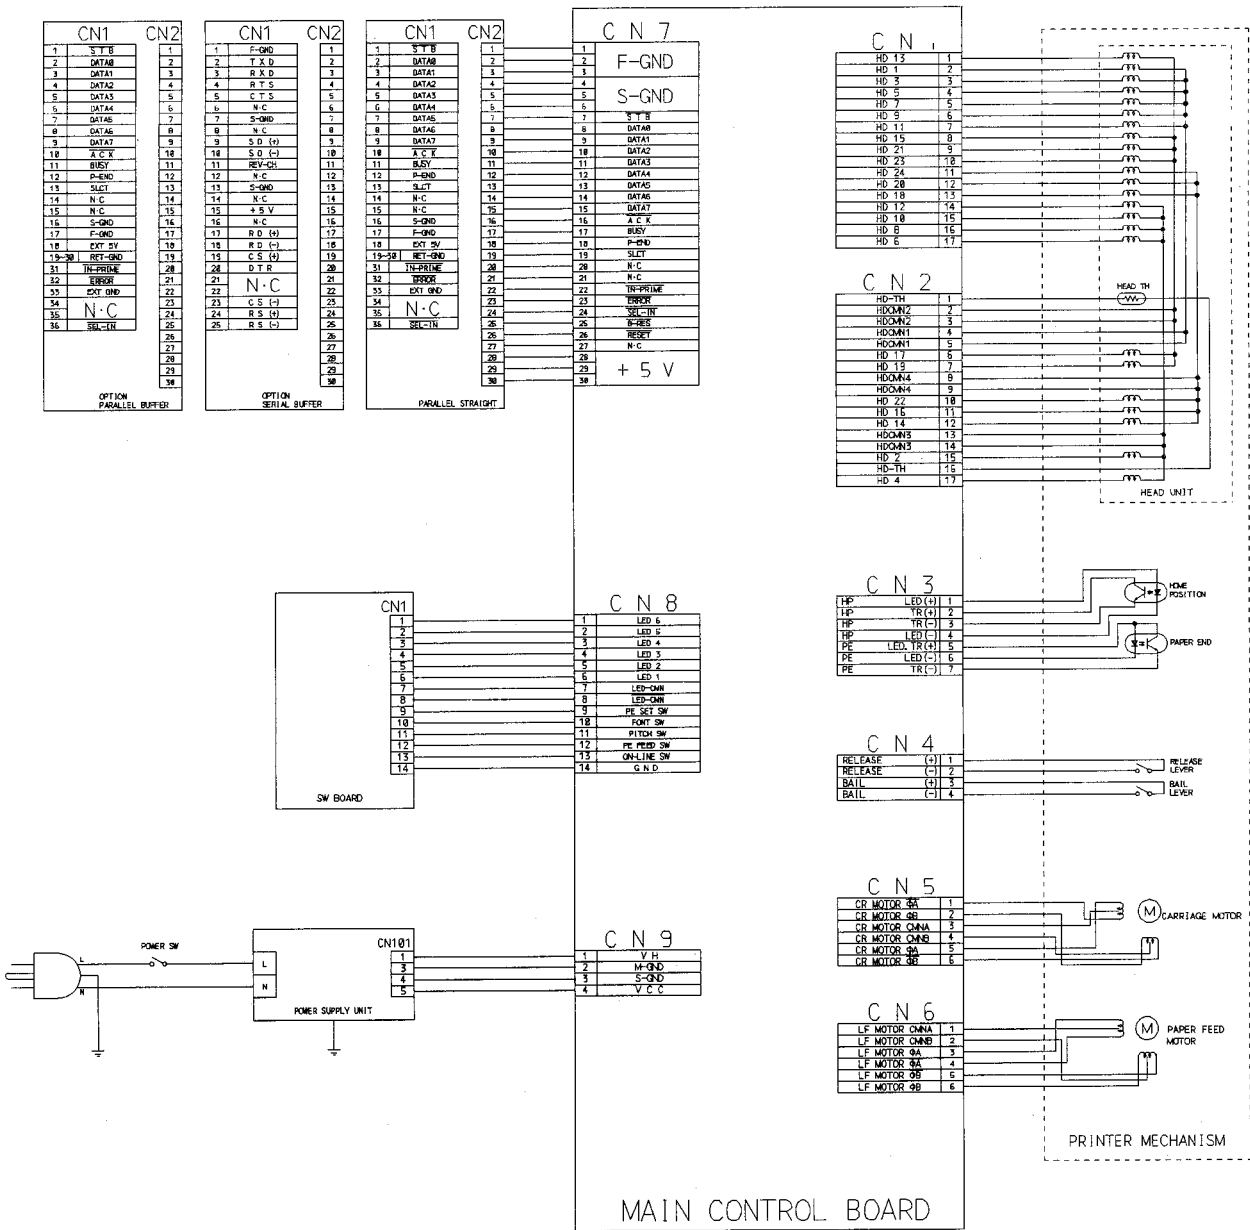 CN1 CN2
1 STB 1
2 DATA0 2
3 DATA1 3
4 DATA2 4
5 DATA3 5
6 DATA4 6
7 DATA5 7
8 DATA6 8
9 DATA7 9
10 ACK 10
11 BUSY 11
12 P-END 12
13 SLCT 13
14 N·C 14
15 N·C 15
16 S-GND 16
17 F-GND 17
18 EXT 5V 18
19~30 RET-GND 19
31 IN-PRIME 20
32 ERROR 21
33 EXT GND 22
34 23
35 N·C 24
36 SEL-IN 25
26
27
28
29
30
OPTION
PARALLEL BUFFER
CN1 CN2
1 F-GND 1
2 TXD 2
3 RXD 3
4 RTS 4
5 CTS 5
6 N·C 6
7 S-GND 7
8 N·C 8
9 SD (+) 9
10 SD (-) 10
11 REV-CH 11
12 N·C 12
13 S-GND 13
14 N·C 14
15 +5V 15
16 N·C 16
17 RD (+) 17
18 RD (-) 18
19 CS (+) 19
20 DTR 20
21 N·C 21
22 22
23 CS (-) 23
24 RS (+) 24
25 RS (-) 25
26
27
28
29
30
OPTION
SERIAL BUFFER
CN1 CN2
1 STB 1
2 DATA0 2
3 DATA1 3
4 DATA2 4
5 DATA3 5
6 DATA4 6
7 DATA5 7
8 DATA6 8
9 DATA7 9
10 ACK 10
11 BUSY 11
12 P-END 12
13 SLCT 13
14 N·C 14
15 N·C 15
16 S-GND 16
17 F-GND 17
18 EXT 5V 18
19~30 RET-GND 19
31 IN-PRIME 20
32 ERROR 21
33 EXT GND 22
34 23
35 N·C 24
36 SEL-IN 25
26
27
28
29
30
PARALLEL STRAIGHT
CN7
1
2 F-GND
3
4
5 S-GND
6
7 STB
8 DATA0
9 DATA1
10 DATA2
11 DATA3
12 DATA4
13 DATA5
14 DATA6
15 DATA7
16 ACK
17 BUSY
18 P-END
19 SLCT
20 N·C
21 N·C
22 IN-PRIME
23 ERROR
24 SEL-IN
25 B-RES
26 RESET
27 N·C
28
29 +5V
30
CN1
HD 13 1
HD 1 2
HD 3 3
HD 5 4
HD 7 5
HD 9 6
HD 11 7
HD 15 8
HD 21 9
HD 23 10
HD 24 11
HD 20 12
HD 18 13
HD 12 14
HD 10 15
HD 8 16
HD 6 17
CN2
HD-TH 1
HDCMN2 2
HDCMN2 3
HDCMN1 4
HDCMN1 5
HD 17 6
HD 19 7
HDCMN4 8
HDCMN4 9
HD 22 10
HD 16 11
HD 14 12
HDCMN3 13
HDCMN3 14
HD 2 15
HD-TH 16
HD 4 17
HEAD TH
HEAD UNIT
CN3
HP LED(+) 1
HP TR(+) 2
HP TR(-) 3
HP LED(-) 4
PE LED.TR(+) 5
PE LED(-) 6
PE TR(-) 7
HOME
POSITION
PAPER END
CN1
1
2
3
4
5
6
7
8
9
10
11
12
13
14
SW BOARD
CN8
1 LED 6
2 LED 5
3 LED 4
4 LED 3
5 LED 2
6 LED 1
7 LED-CMN
8 LED-CMN
9 PE SET SW
10 FONT SW
11 PITCH SW
12 PE FEED SW
13 ON-LINE SW
14 GND
CN4
RELEASE (+) 1
RELEASE (-) 2
BAIL (+) 3
BAIL (-) 4
RELEASE
LEVER
BAIL
LEVER
CN5
CR MOTOR ΦA 1
CR MOTOR ΦB 2
CR MOTOR CMNA 3
CR MOTOR CMNB 4
CR MOTOR ΦA 5
CR MOTOR ΦB 6
M
CARRIAGE MOTOR
POWER SW
L
N
L
N
CN101
1
3
4
5
POWER SUPPLY UNIT
CN9
1 VH
2 M-GND
3 S-GND
4 VCC
CN6
LF MOTOR CMNA 1
LF MOTOR CMNB 2
LF MOTOR ΦA 3
LF MOTOR ΦA 4
LF MOTOR ΦB 5
LF MOTOR ΦB 6
M
PAPER FEED
MOTOR
PRINTER MECHANISM
MAIN CONTROL BOARD